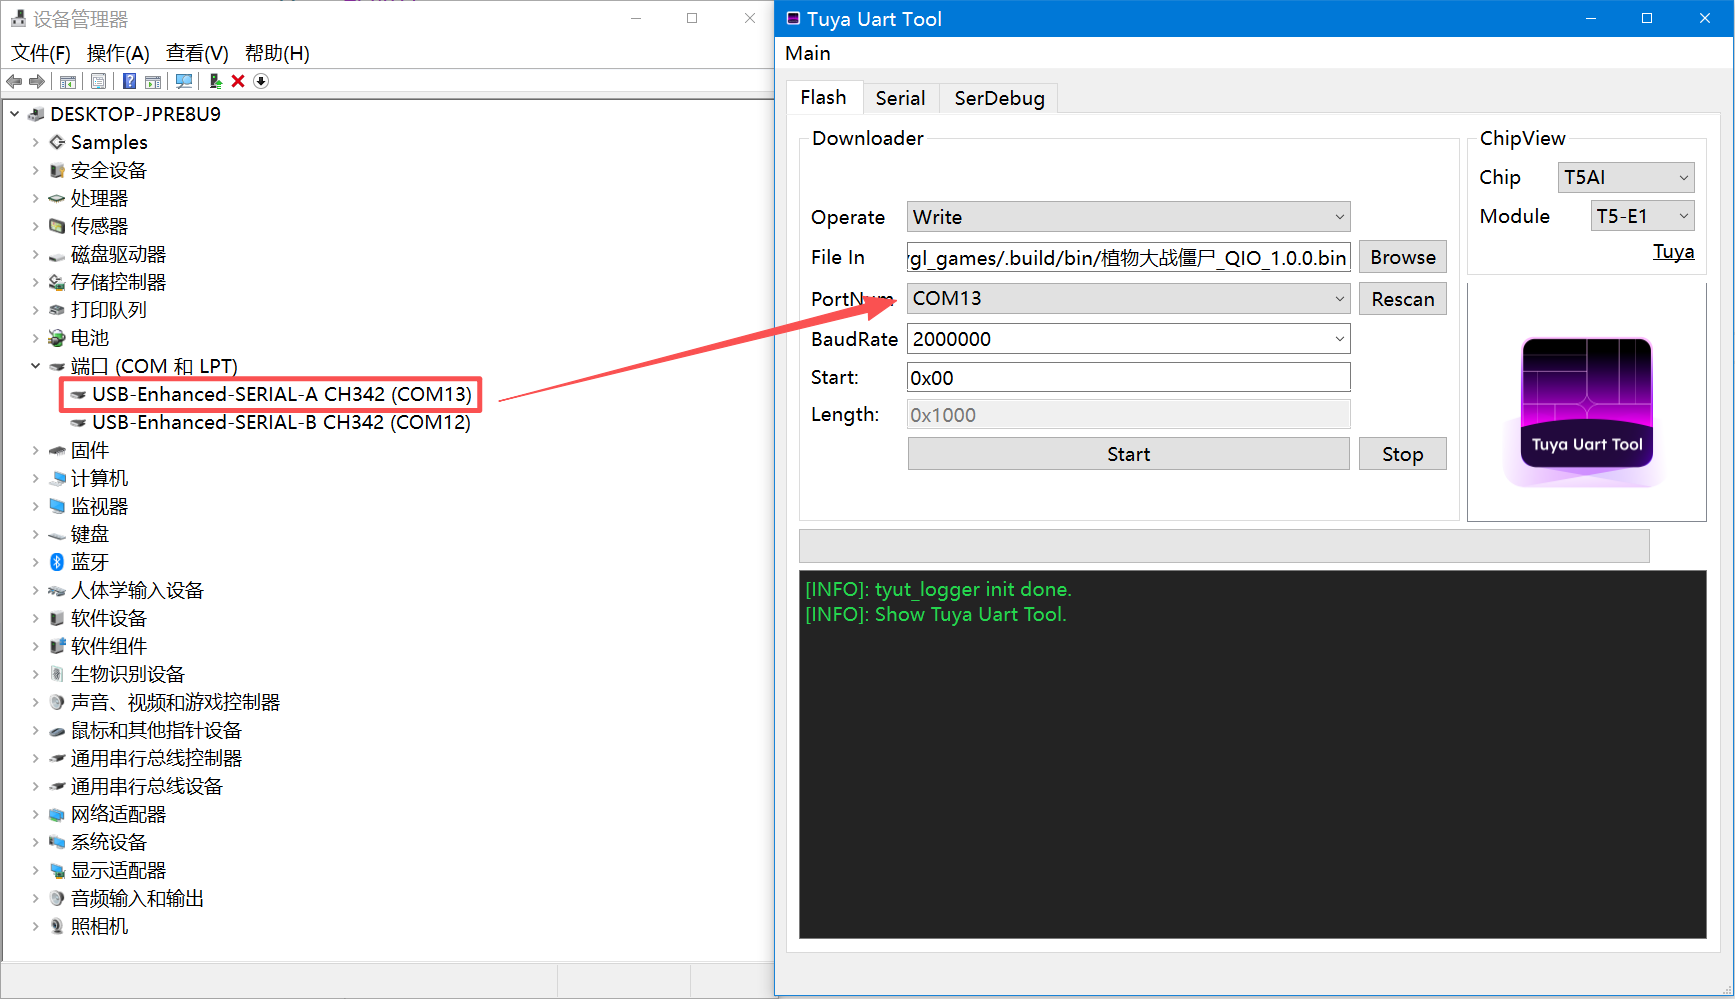 设备管理器
文件(F) 操作(A) 查看(V) 帮助(H)
DESKTOP-JPRE8U9
Samples
安全设备
处理器
传感器
磁盘驱动器
存储控制器
打印队列
电池
端口 (COM 和 LPT)
USB-Enhanced-SERIAL-A CH342 (COM13)
USB-Enhanced-SERIAL-B CH342 (COM12)
固件
计算机
监视器
键盘
蓝牙
人体学输入设备
软件设备
软件组件
生物识别设备
声音、视频和游戏控制器
鼠标和其他指针设备
通用串行总线控制器
通用串行总线设备
网络适配器
系统设备
显示适配器
音频输入和输出
照相机
Tuya Uart Tool
Main
Flash Serial SerDebug
Downloader
Operate Write
File In gl_games/.build/bin/植物大战僵尸_QIO_1.0.0.bin Browse
PortNum COM13 Rescan
BaudRate 2000000
Start: 0x00
Length: 0x1000
Start Stop
ChipView
Chip T5AI
Module T5-E1
Tuya
Tuya Uart Tool
[INFO]: tyut_logger init done.
[INFO]: Show Tuya Uart Tool.